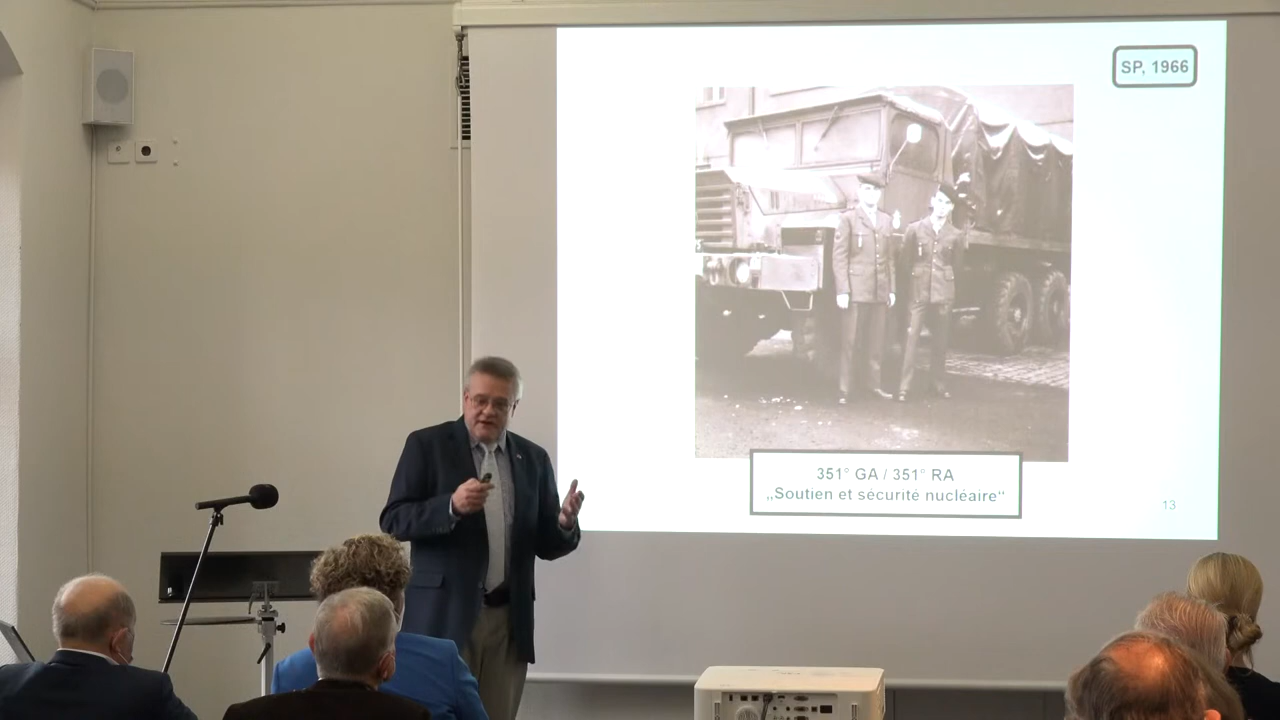 SP, 1966
351° GA / 351° RA
„Soutien et sécurité nucléaire"
13